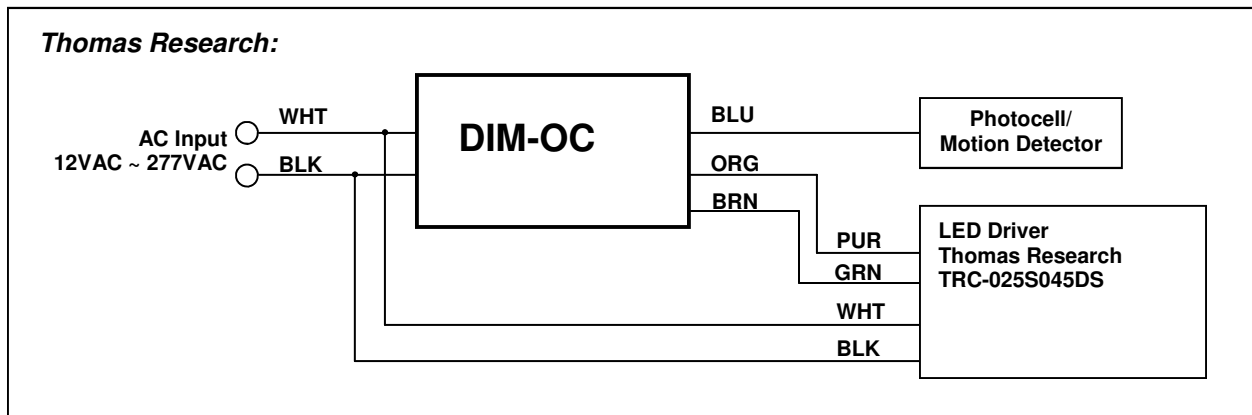 Thomas Research:
WHT
AC Input
12VAC ~ 277VAC
BLK
DIM-OC
BLU
ORG
BRN
Photocell/
Motion Detector
PUR
GRN
WHT
BLK
LED Driver
Thomas Research
TRC-025S045DS